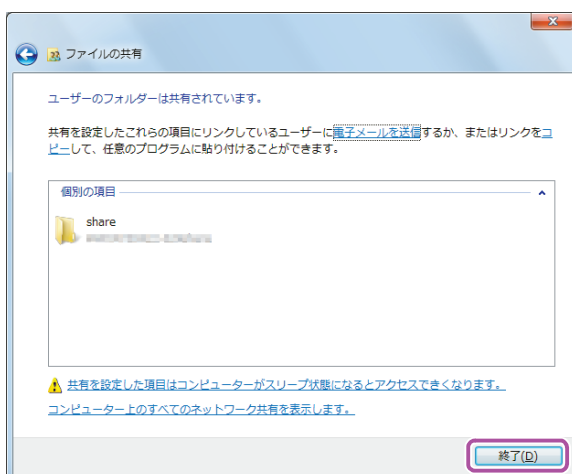 ファイルの共有
ユーザーのフォルダーは共有されています。
共有を設定したこれらの項目にリンクしているユーザーに電子メールを送信するか、またはリンクをコ
ピーして、任意のプログラムに貼り付けることができます。
個別の項目
share
共有を設定した項目はコンピューターがスリープ状態になるとアクセスできくなります。
コンピューター上のすべてのネットワーク共有を表示します。
終了(D)